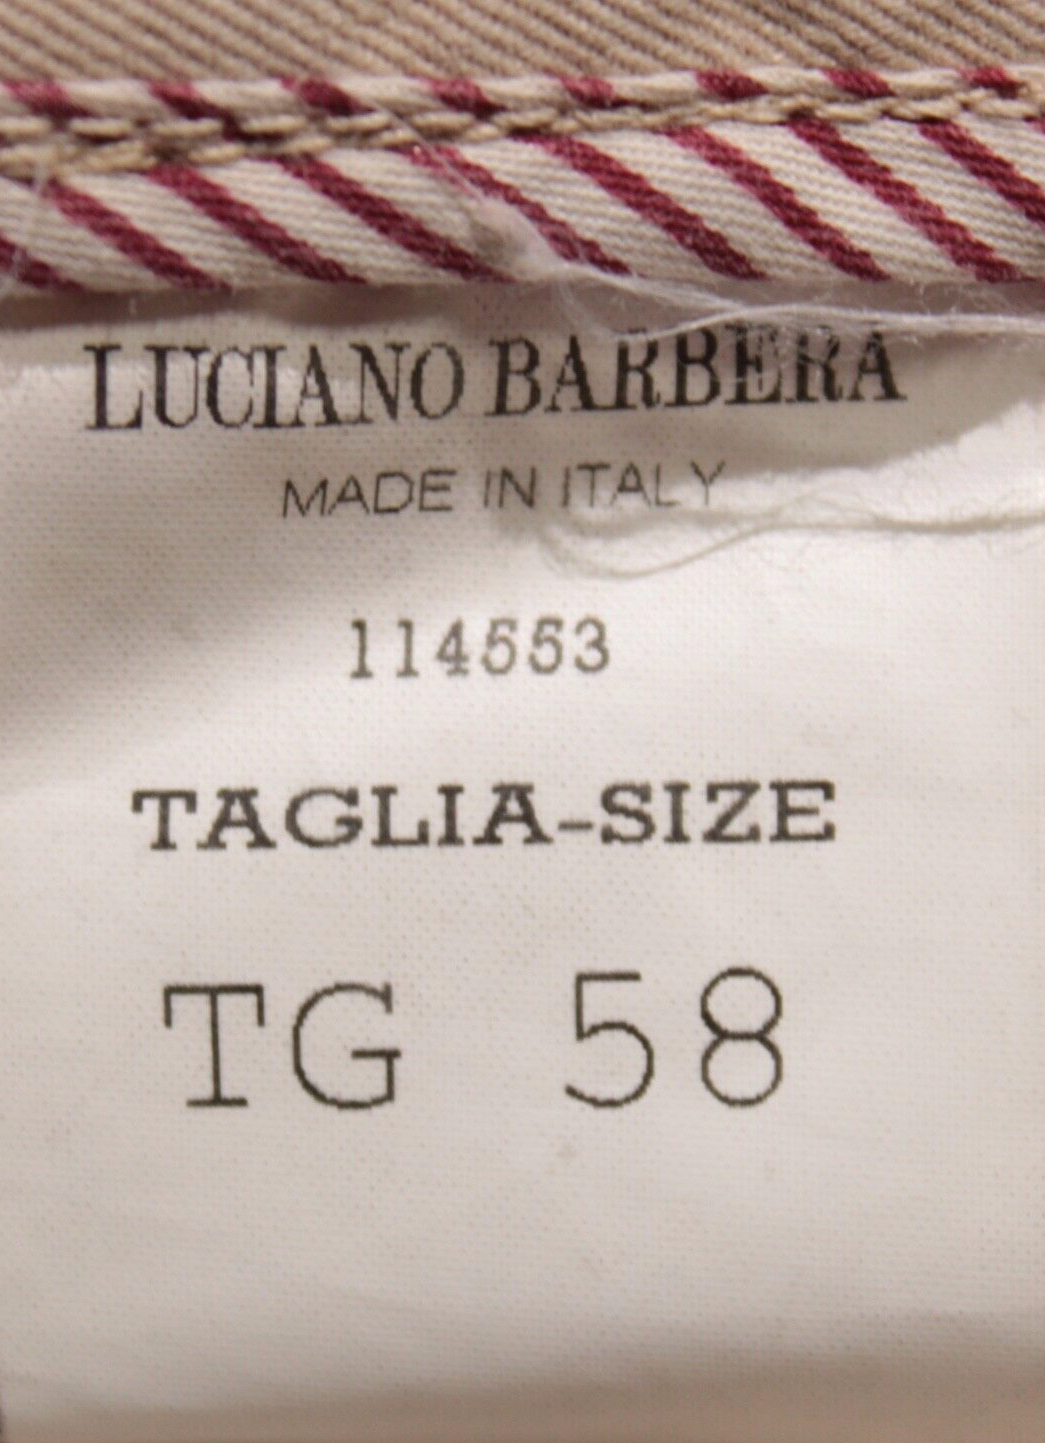 LUCIANO BARBERA
MADE IN ITALY
114553
TAGLIA-SIZE
TG 58